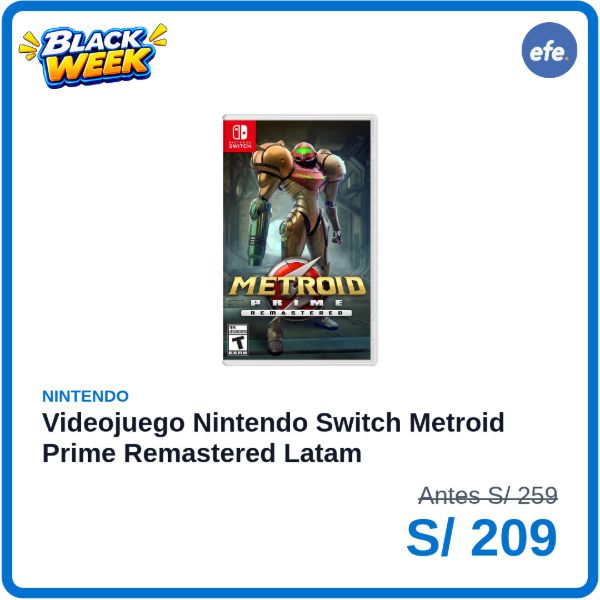 BLACK
WEEK
efe.
NINTENDO
SWITCH
METROID
PRIME
REMASTERED
T
ESRB
NINTENDO
Videojuego Nintendo Switch Metroid
Prime Remastered Latam
Antes S/ 259
S/ 209